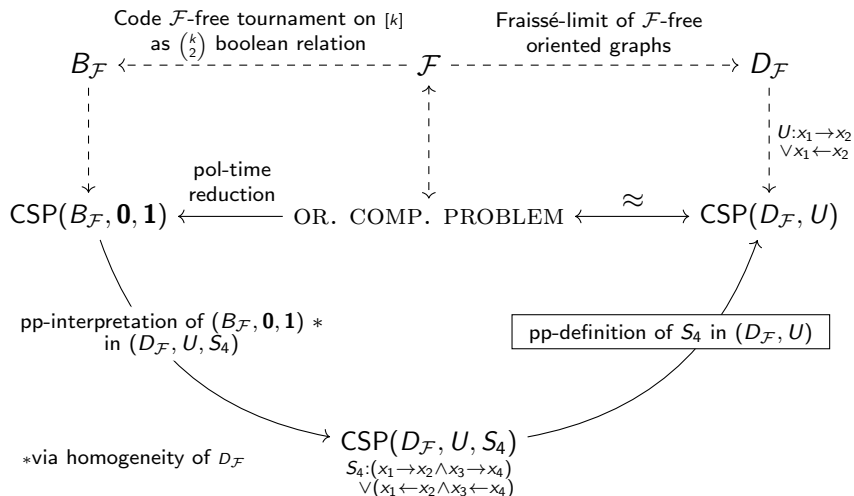 Code 𝓕-free tournament on [k]
as (k 2) boolean relation
Fraissé-limit of 𝓕-free
oriented graphs
B_𝓕
𝓕
D_𝓕
U:x₁→x₂
∨x₁←x₂
pol-time
reduction
CSP(B_𝓕, 𝟎, 𝟏)
OR. COMP. PROBLEM
≈
CSP(D_𝓕, U)
pp-interpretation of (B_𝓕, 𝟎, 𝟏) *
in (D_𝓕, U, S₄)
pp-definition of S₄ in (D_𝓕, U)
CSP(D_𝓕, U, S₄)
S₄:(x₁→x₂∧x₃→x₄)
∨(x₁←x₂∧x₃←x₄)
*via homogeneity of D_𝓕